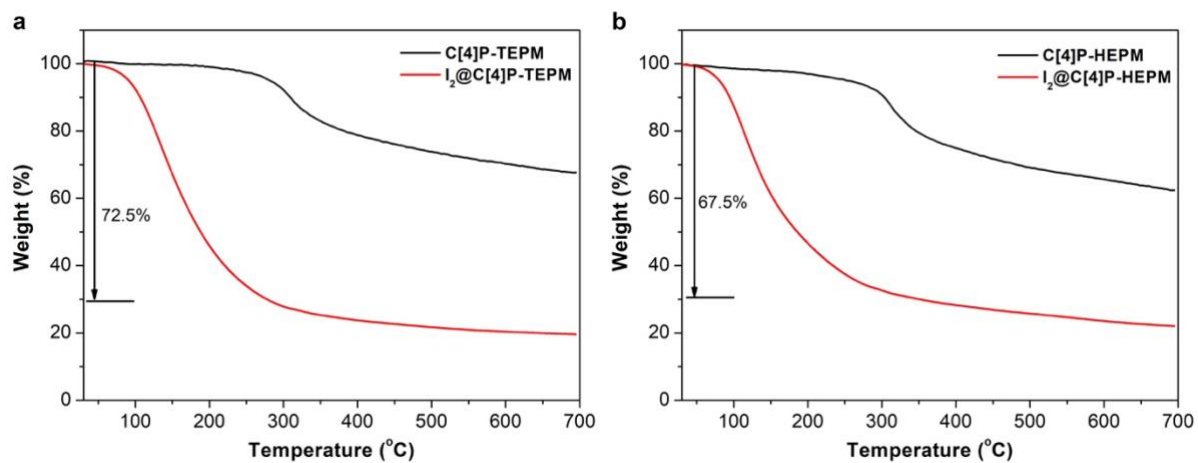 a
C[4]P-TEPM
I₂@C[4]P-TEPM
72.5%
Weight (%)
100
80
60
40
20
0
100 200 300 400 500 600 700
Temperature (°C)
b
C[4]P-HEPM
I₂@C[4]P-HEPM
67.5%
Weight (%)
100
80
60
40
20
0
100 200 300 400 500 600 700
Temperature (°C)